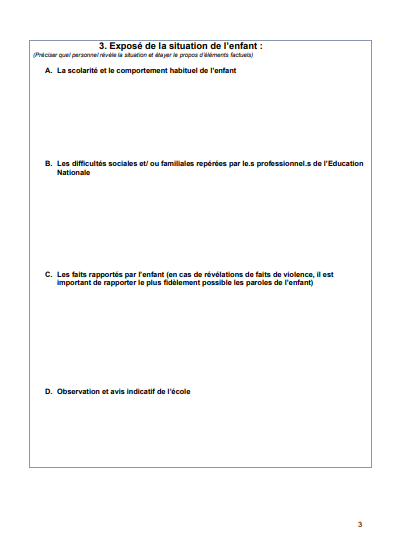 3. Exposé de la situation de l'enfant :
(Préciser quel personnel révèle la situation et étayer le propos d'éléments factuels)
A. La scolarité et le comportement habituel de l'enfant
B. Les difficultés sociales et/ ou familiales repérées par le.s professionnel.s de l'Education
Nationale
C. Les faits rapportés par l'enfant (en cas de révélations de faits de violence, il est
important de rapporter le plus fidèlement possible les paroles de l'enfant)
D. Observation et avis indicatif de l'école
3